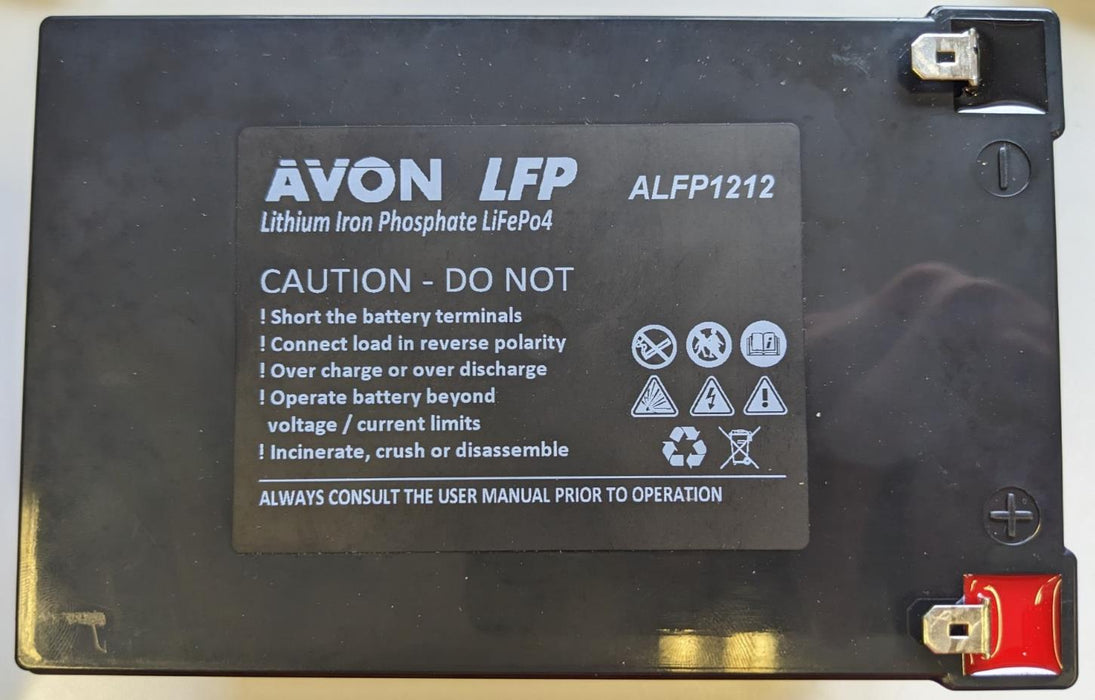 AVON LFP ALFP1212
Lithium Iron Phosphate LiFePo4
CAUTION - DO NOT
! Short the battery terminals
! Connect load in reverse polarity
! Over charge or over discharge
! Operate battery beyond
voltage / current limits
! Incinerate, crush or disassemble
ALWAYS CONSULT THE USER MANUAL PRIOR TO OPERATION